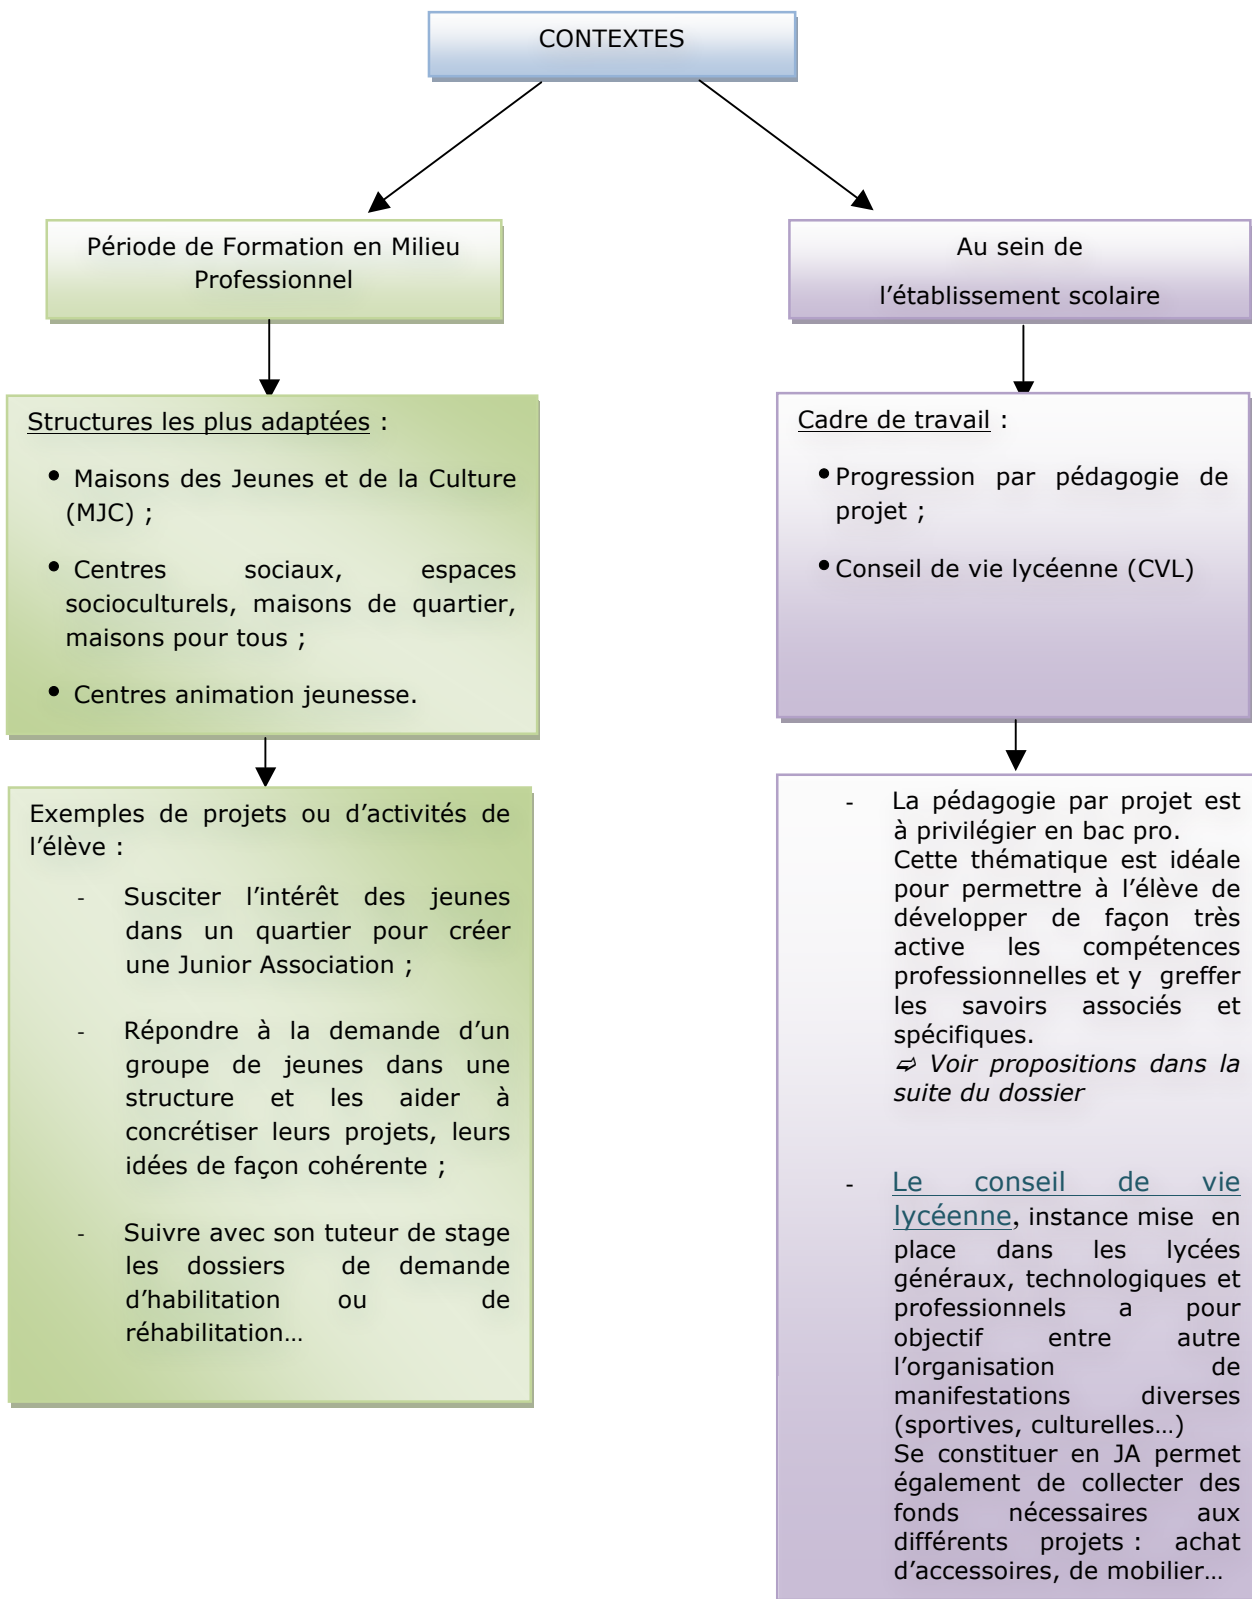 CONTEXTES
Période de Formation en Milieu
Professionnel
Au sein de
l’établissement scolaire
Structures les plus adaptées :
• Maisons des Jeunes et de la Culture
(MJC) ;
• Centres sociaux, espaces
socioculturels, maisons de quartier,
maisons pour tous ;
• Centres animation jeunesse.
Cadre de travail :
• Progression par pédagogie de
projet ;
• Conseil de vie lycéenne (CVL)
Exemples de projets ou d’activités de
l’élève :
- Susciter l’intérêt des jeunes
dans un quartier pour créer
une Junior Association ;
- Répondre à la demande d’un
groupe de jeunes dans une
structure et les aider à
concrétiser leurs projets, leurs
idées de façon cohérente ;
- Suivre avec son tuteur de stage
les dossiers de demande
d’habilitation ou de
réhabilitation…
- La pédagogie par projet est
à privilégier en bac pro.
Cette thématique est idéale
pour permettre à l’élève de
développer de façon très
active les compétences
professionnelles et y greffer
les savoirs associés et
spécifiques.
➯ Voir propositions dans la
suite du dossier
- Le conseil de vie
lycéenne, instance mise en
place dans les lycées
généraux, technologiques et
professionnels a pour
objectif entre autre
l’organisation de
manifestations diverses
(sportives, culturelles…)
Se constituer en JA permet
également de collecter des
fonds nécessaires aux
différents projets : achat
d’accessoires, de mobilier…